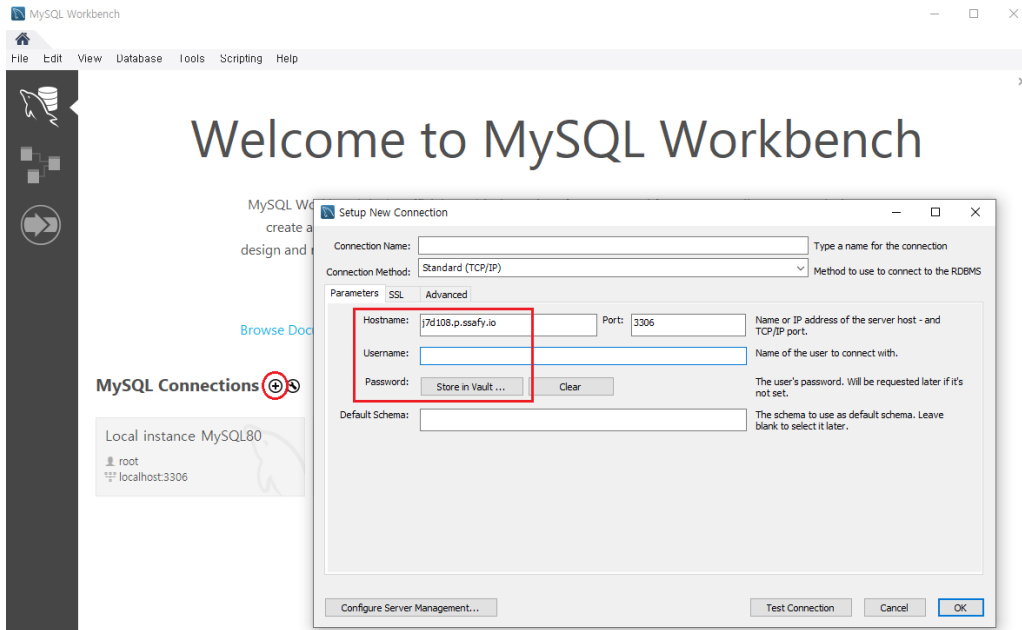 MySQL Workbench
File Edit View Database Tools Scripting Help
Welcome to MySQL Workbench
MySQL Wo
create a
design and
Browse Doc
MySQL Connections
Local instance MySQL80
root
localhost:3306
Setup New Connection
Connection Name: Type a name for the connection
Connection Method: Standard (TCP/IP) Method to use to connect to the RDBMS
Parameters SSL Advanced
Hostname: j7d108.p.ssafy.io Port: 3306 Name or IP address of the server host - and
TCP/IP port.
Username: Name of the user to connect with.
Password: Store in Vault ... Clear The user's password. Will be requested later if it's
not set.
Default Schema: The schema to use as default schema. Leave
blank to select it later.
Configure Server Management... Test Connection Cancel OK